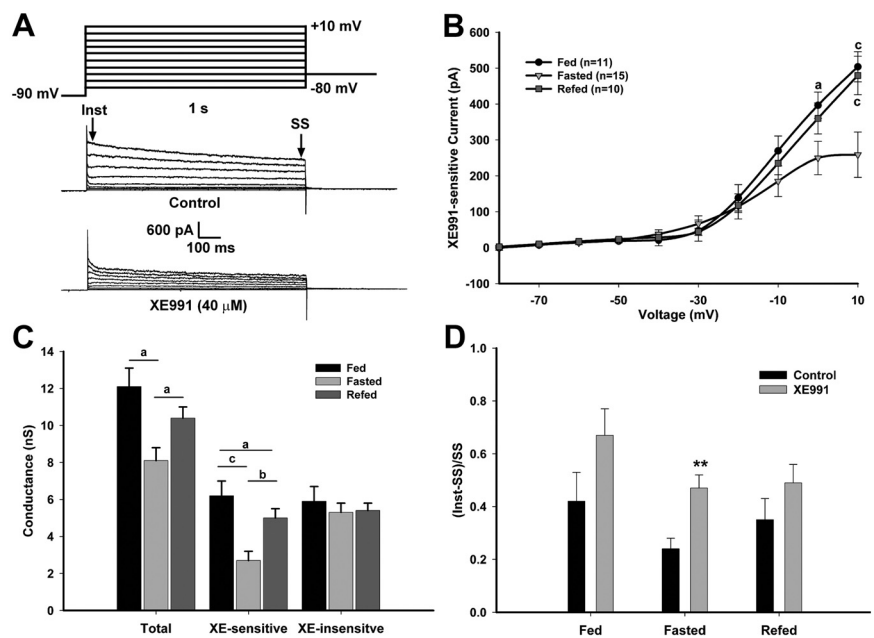 A
+10 mV
-90 mV
-80 mV
1 s
Inst
SS
Control
600 pA
100 ms
XE991 (40 μM)
B
XE991-sensitive Current (pA)
600
500
400
300
200
100
0
-100
Fed (n=11)
Fasted (n=15)
Refed (n=10)
a
c
c
-70
-50
-30
-10
10
Voltage (mV)
C
Conductance (nS)
14
12
10
8
6
4
2
0
Fed
Fasted
Refed
a
a
a
c
b
Total
XE-sensitive
XE-insensitve
D
(Inst-SS)/SS
1.0
0.8
0.6
0.4
0.2
0.0
Control
XE991
**
Fed
Fasted
Refed